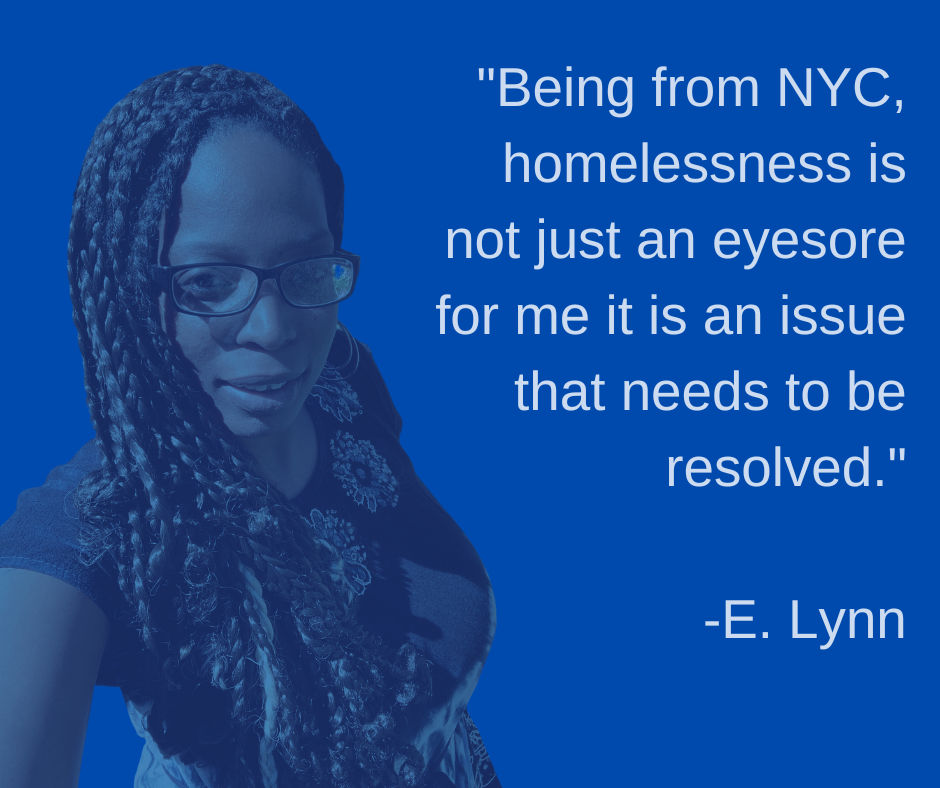 "Being from NYC,
homelessness is
not just an eyesore
for me it is an issue
that needs to be
resolved."
-E. Lynn